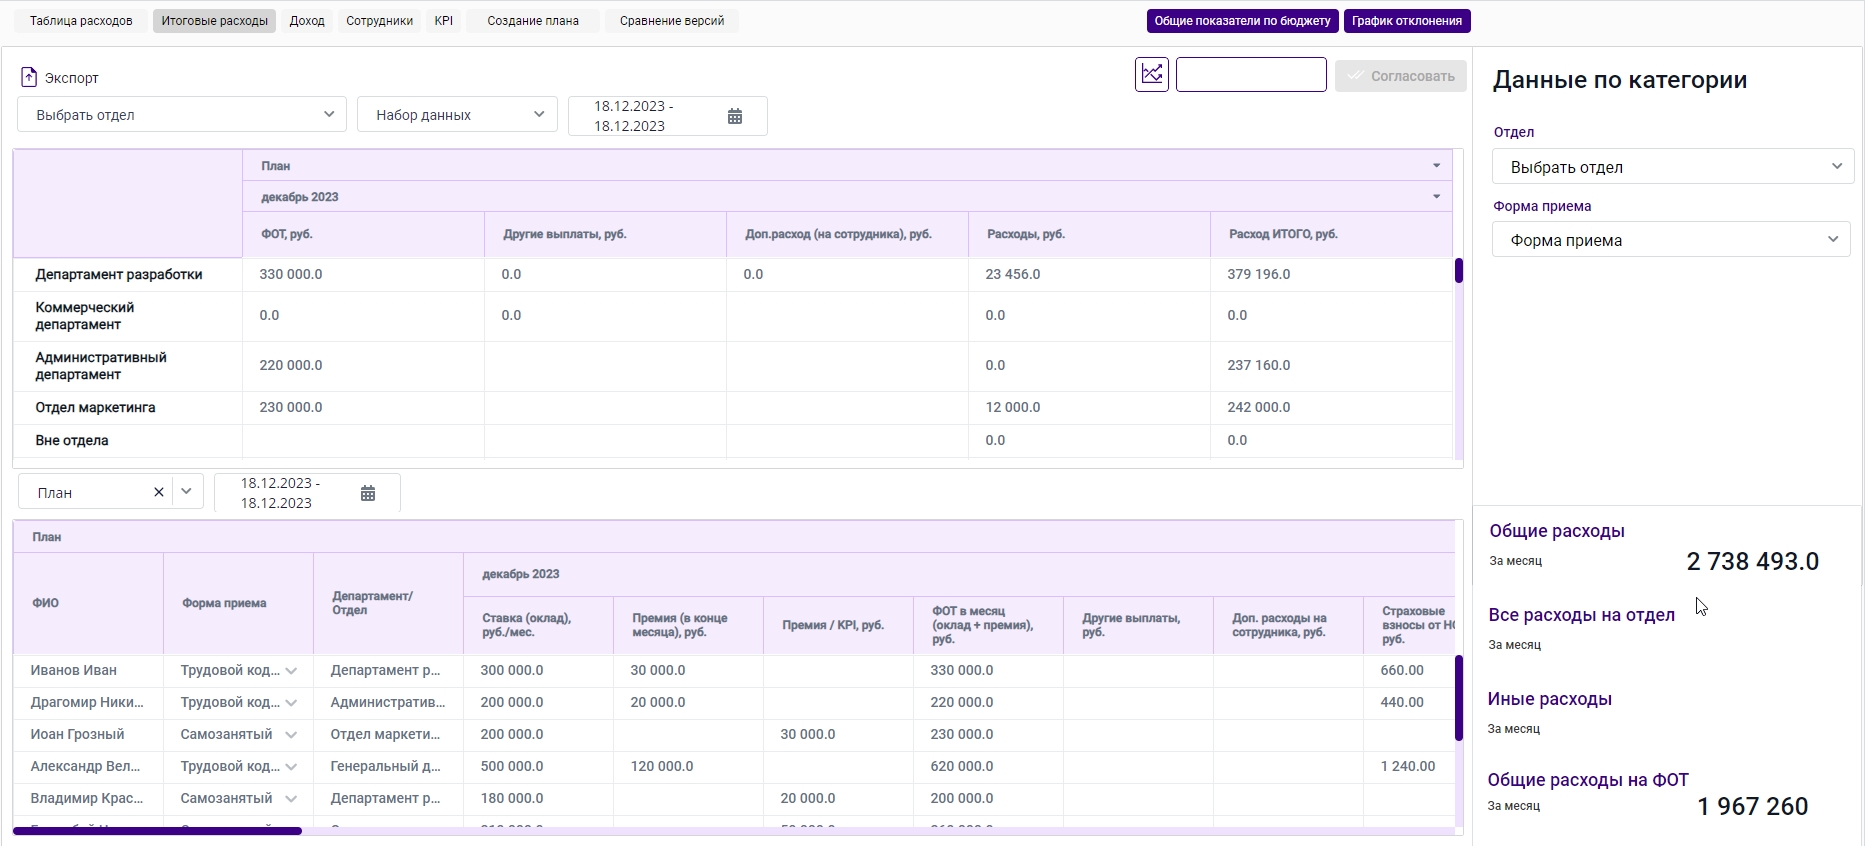 Таблица расходов Итоговые расходы Доход Сотрудники KPI Создание плана Сравнение версий Общие показатели по бюджету График отклонения
Экспорт
Согласовать
Выбрать отдел Набор данных 18.12.2023 - 18.12.2023
План
декабрь 2023
ФОТ, руб. Другие выплаты, руб. Доп.расход (на сотрудника), руб. Расходы, руб. Расход ИТОГО, руб.
Департамент разработки 330 000.0 0.0 0.0 23 456.0 379 196.0
Коммерческий департамент 0.0 0.0 0.0 0.0
Административный департамент 220 000.0 0.0 237 160.0
Отдел маркетинга 230 000.0 12 000.0 242 000.0
Вне отдела 0.0 0.0
План 18.12.2023 - 18.12.2023
План
ФИО Форма приема Департамент/ Отдел декабрь 2023
Ставка (оклад), руб./мес. Премия (в конце месяца), руб. Премия / KPI, руб. ФОТ в месяц (оклад + премия), руб. Другие выплаты, руб. Доп. расходы на сотрудника, руб. Страховые взносы от НС руб.
Иванов Иван Трудовой код... Департамент р... 300 000.0 30 000.0 330 000.0 660.00
Драгомир Ники... Трудовой код... Административ... 200 000.0 20 000.0 220 000.0 440.00
Иоан Грозный Самозанятый Отдел маркети... 200 000.0 30 000.0 230 000.0
Александр Вел... Трудовой код... Генеральный д... 500 000.0 120 000.0 620 000.0 1 240.00
Владимир Крас... Самозанятый Департамент р... 180 000.0 20 000.0 200 000.0
Данные по категории
Отдел
Выбрать отдел
Форма приема
Форма приема
Общие расходы
За месяц 2 738 493.0
Все расходы на отдел
За месяц
Иные расходы
За месяц
Общие расходы на ФОТ
За месяц 1 967 260